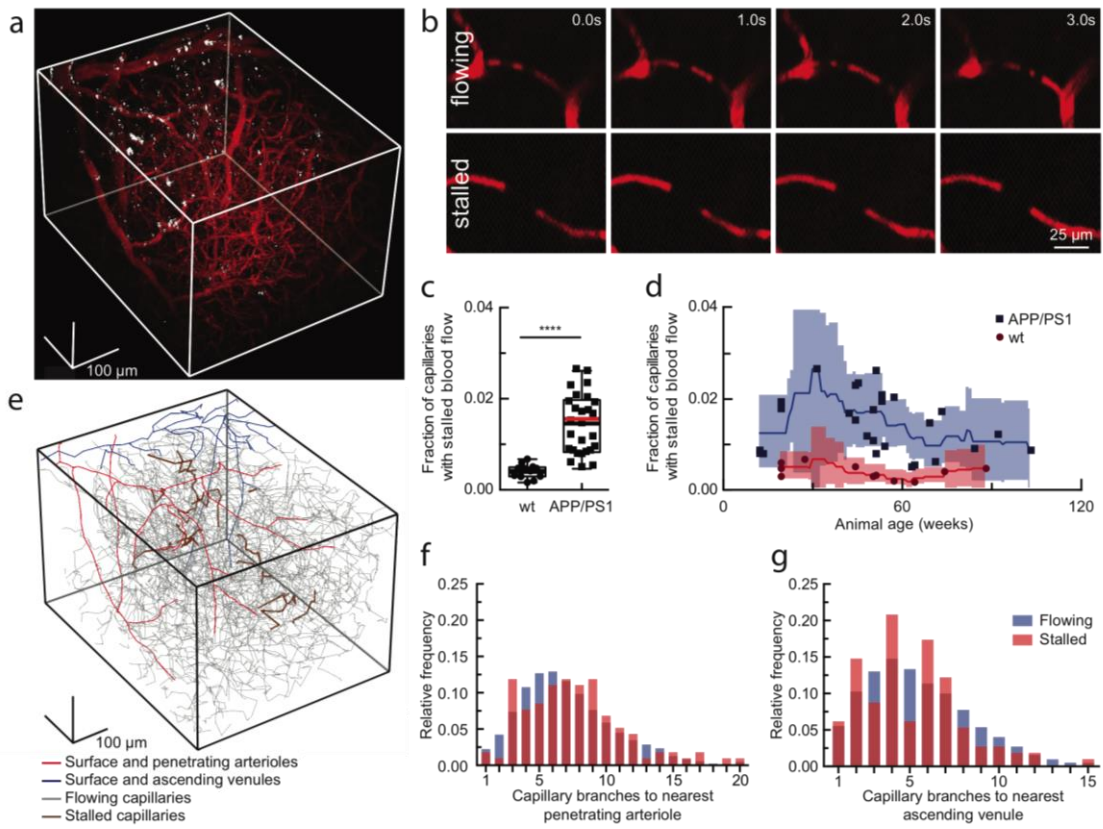 a
100 µm
b
flowing
0.0s
1.0s
2.0s
3.0s
stalled
25 µm
c
0.04
0.02
0.00
Fraction of capillaries
with stalled blood flow
****
wt
APP/PS1
d
0.04
0.02
0.00
Fraction of capillaries
with stalled blood flow
APP/PS1
wt
0
60
120
Animal age (weeks)
e
100 µm
Surface and penetrating arterioles
Surface and ascending venules
Flowing capillaries
Stalled capillaries
f
0.25
0.20
0.15
0.10
0.05
0.00
Relative frequency
1
5
10
15
20
Capillary branches to nearest
penetrating arteriole
g
0.25
0.20
0.15
0.10
0.05
0.00
Relative frequency
Flowing
Stalled
1
5
10
15
Capillary branches to nearest
ascending venule